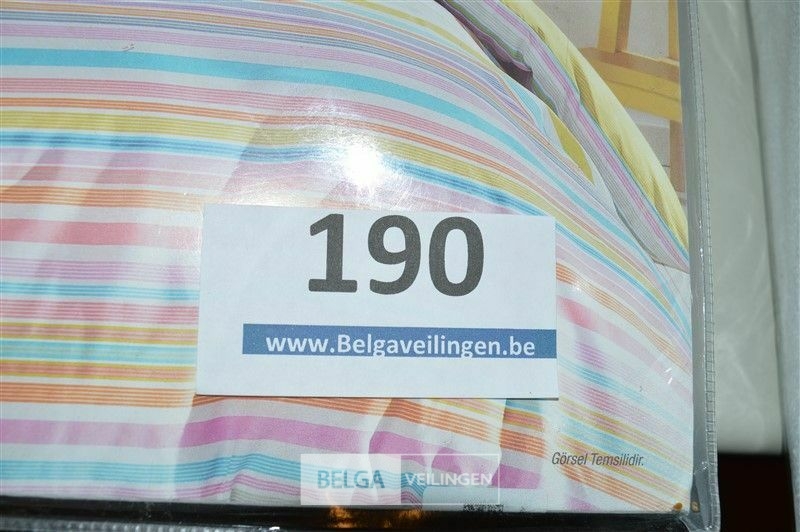 190
www.Belgaveilingen.be
Görsel Temsilidir.
BELGA VEILINGEN